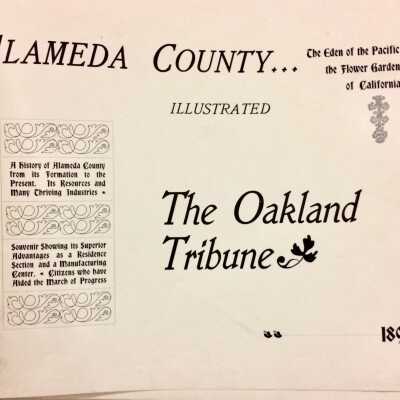 LAMEDA COUNTY...
The Eden of the Pacific
the Flower Garden
of California
ILLUSTRATED
A History of Alameda County
from its Formation to the
Present. Its Resources and
Many Thriving Industries
Souvenir Showing its Superior
Advantages as a Residence
Section and a Manufacturing
Center. Citizens who have
Aided the March of Progress
The Oakland
Tribune
189